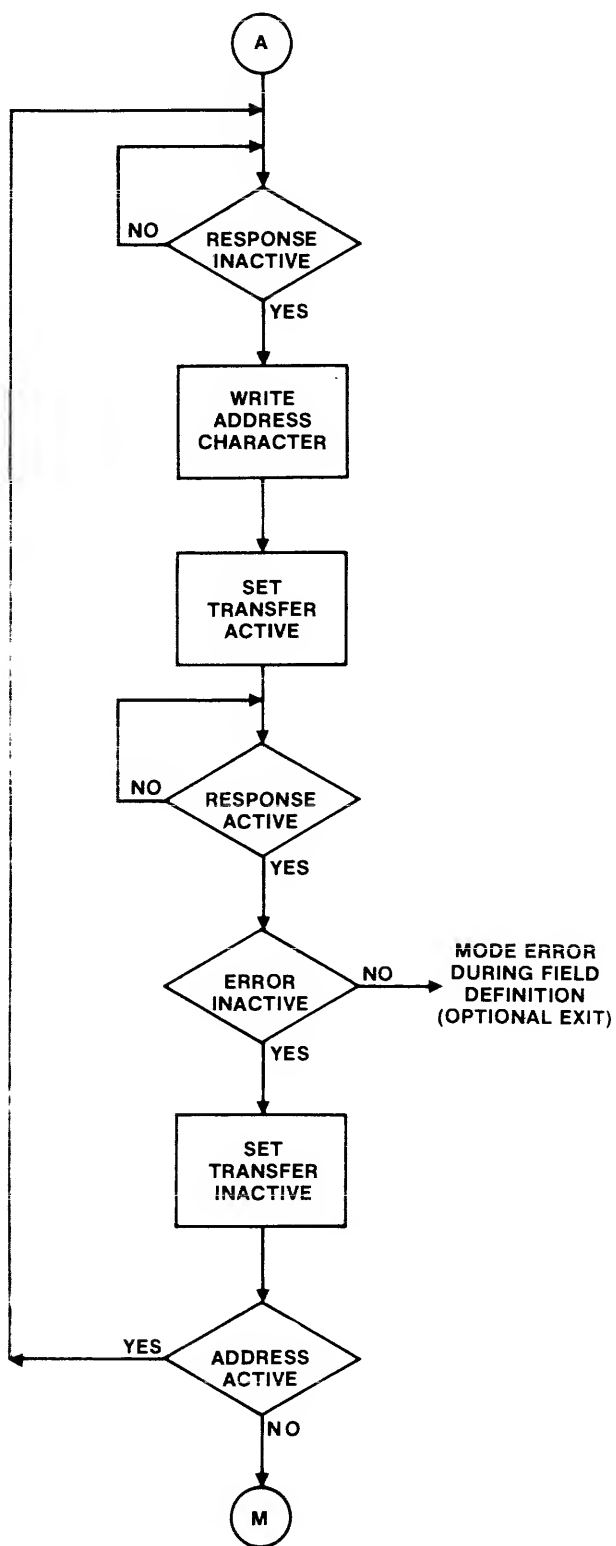 A
NO
RESPONSE
INACTIVE
YES
WRITE
ADDRESS
CHARACTER
SET
TRANSFER
ACTIVE
NO
RESPONSE
ACTIVE
YES
ERROR
INACTIVE
NO
MODE ERROR
DURING FIELD
DEFINITION
(OPTIONAL EXIT)
YES
SET
TRANSFER
INACTIVE
YES
ADDRESS
ACTIVE
NO
M